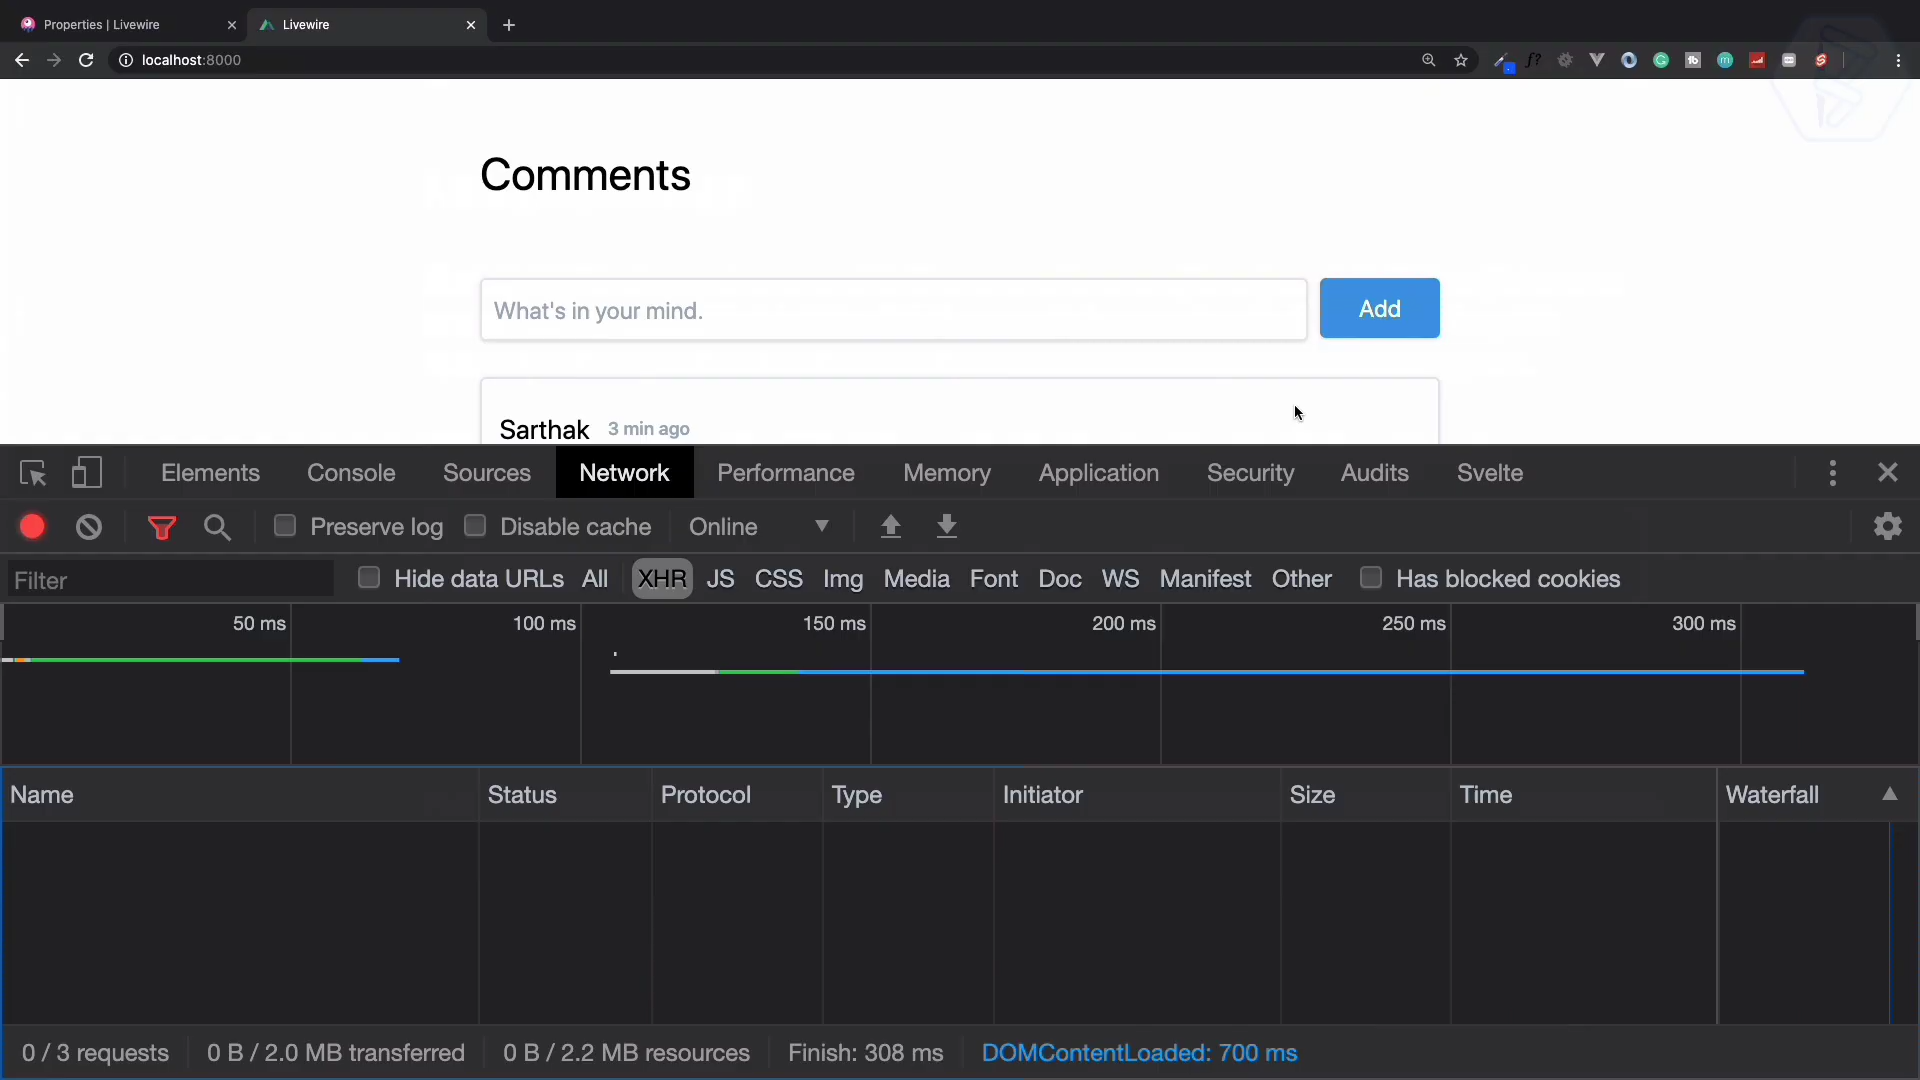 Properties | Livewire
Livewire
localhost:8000
Comments
What's in your mind.
Add
Sarthak 3 min ago
Elements Console Sources Network Performance Memory Application Security Audits Svelte
Preserve log Disable cache Online
Filter Hide data URLs All XHR JS CSS Img Media Font Doc WS Manifest Other Has blocked cookies
50 ms 100 ms 150 ms 200 ms 250 ms 300 ms
Name Status Protocol Type Initiator Size Time Waterfall
0 / 3 requests 0 B / 2.0 MB transferred 0 B / 2.2 MB resources Finish: 308 ms DOMContentLoaded: 700 ms